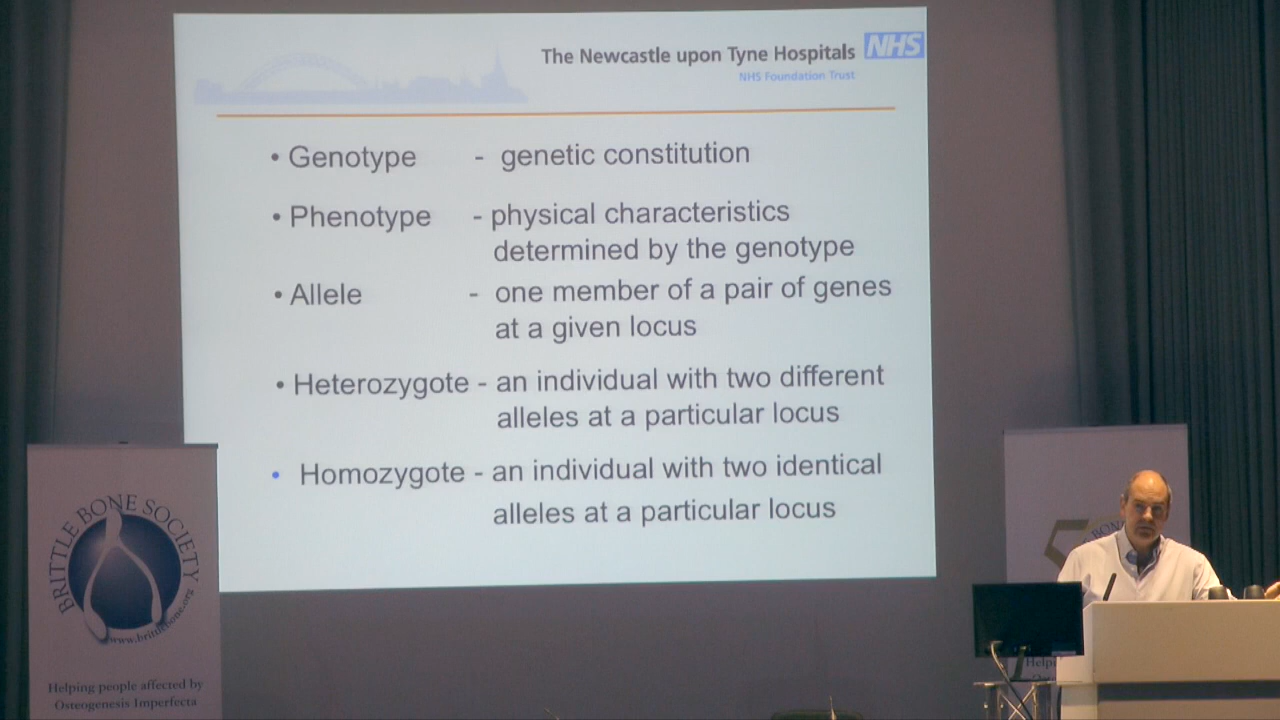 The Newcastle upon Tyne Hospitals NHS
NHS Foundation Trust
• Genotype - genetic constitution
• Phenotype - physical characteristics
determined by the genotype
• Allele - one member of a pair of genes
at a given locus
• Heterozygote - an individual with two different
alleles at a particular locus
• Homozygote - an individual with two identical
alleles at a particular locus
BRITTLE BONE SOCIETY
Helping people affected by
Osteogenesis Imperfecta
BONE